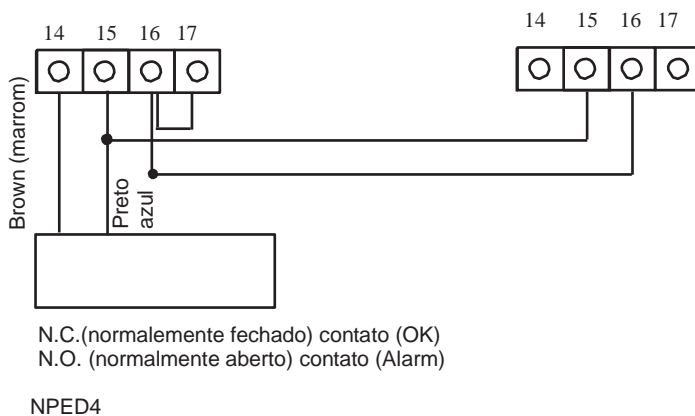 14 15 16 17
14 15 16 17
Brown (marrom)
Preto
azul
N.C.(normalemente fechado) contato (OK)
N.O. (normalmente aberto) contato (Alarm)
NPED4